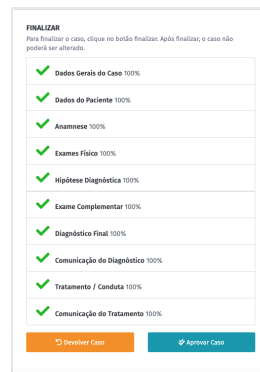 FINALIZAR
Para finalizar o caso, clique no botão finalizar. Após finalizar, o caso não
poderá ser alterado.
Dados Gerais do Caso 100%
Dados do Paciente 100%
Anamnese 100%
Exames Físico 100%
Hipótese Diagnóstica 100%
Exame Complementar 100%
Diagnóstico Final 100%
Comunicação do Diagnóstico 100%
Tratamento / Conduta 100%
Comunicação do Tratamento 100%
Devolver Caso Aprovar Caso